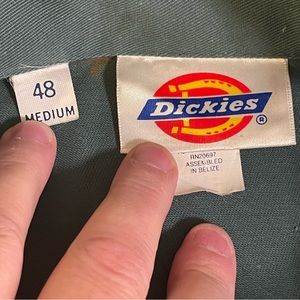 48
MEDIUM
Dickies
®
RN20697
ASSEMBLED
IN BELIZE